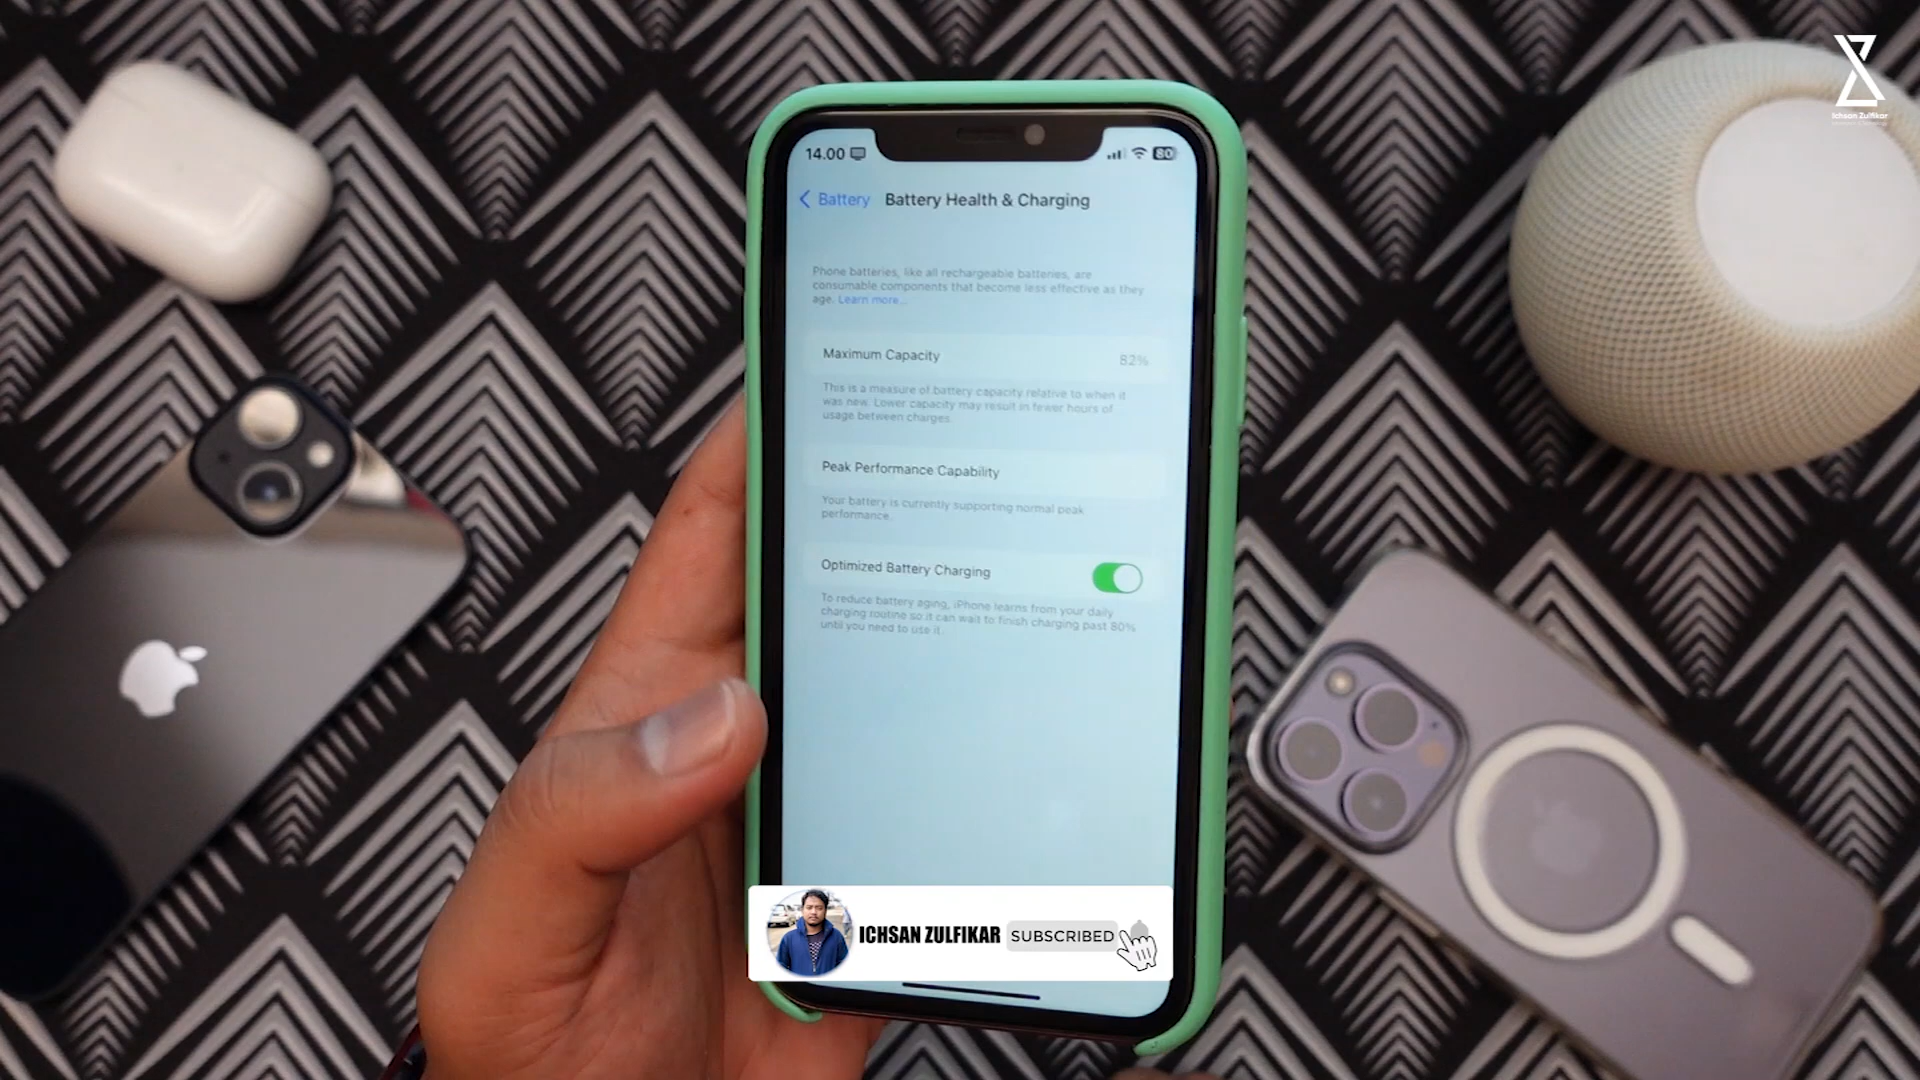 Ichsan Zulfikar
14.00
80
Battery
Battery Health & Charging
Phone batteries, like all rechargeable batteries, are
consumable components that become less effective as they
age. Learn more...
Maximum Capacity
82%
This is a measure of battery capacity relative to when it
was new. Lower capacity may result in fewer hours of
usage between charges.
Peak Performance Capability
Your battery is currently supporting normal peak
performance.
Optimized Battery Charging
To reduce battery aging, iPhone learns from your daily
charging routine so it can wait to finish charging past 80%
until you need to use it.
ICHSAN ZULFIKAR
SUBSCRIBED